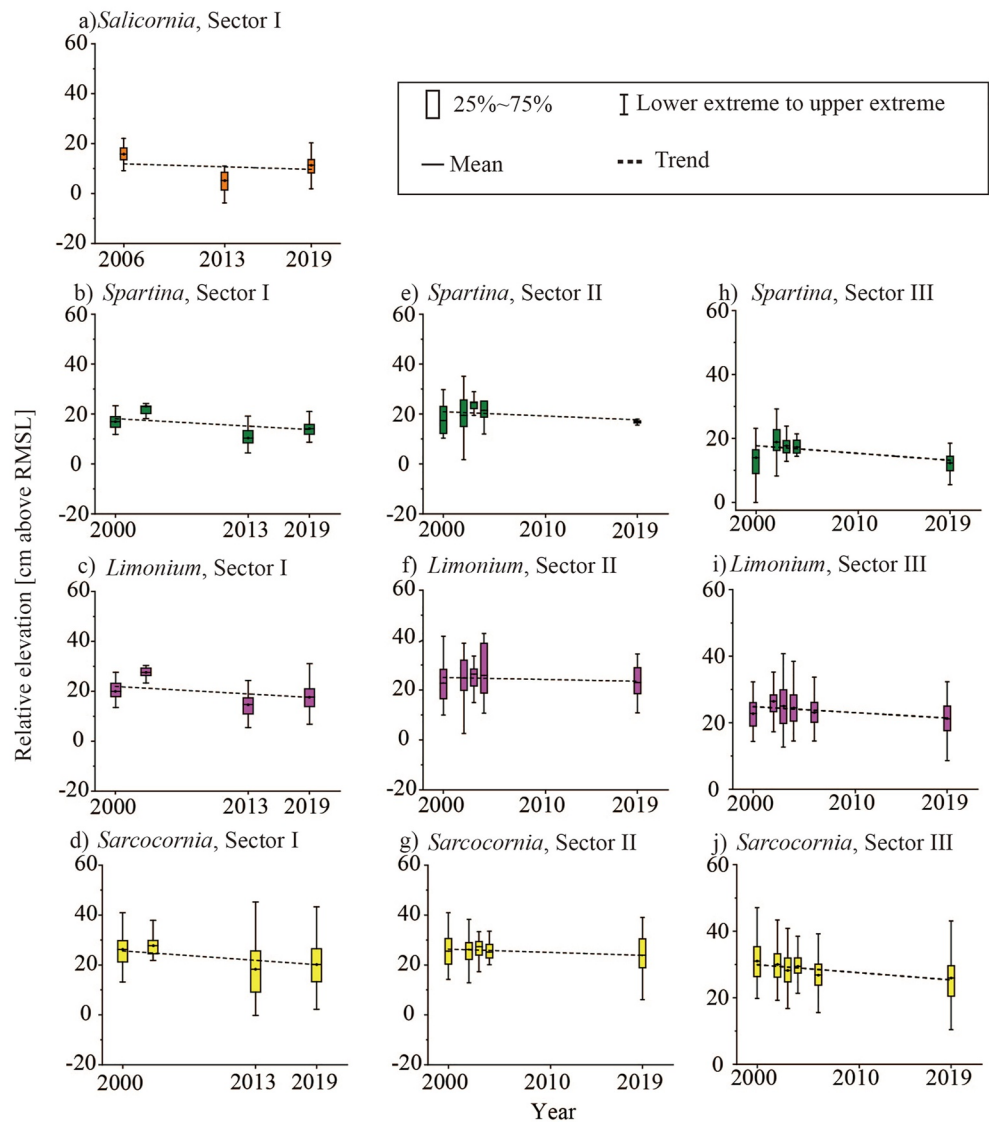 a)Salicornia, Sector I
60
40
20
0
-20
2006 2013 2019
25%~75%
Lower extreme to upper extreme
Mean
Trend
b) Spartina, Sector I
60
40
20
0
-20
2000 2013 2019
e) Spartina, Sector II
60
40
20
0
-20
2000 2010 2019
h) Spartina, Sector III
60
40
20
0
2000 2010 2019
Relative elevation [cm above RMSL]
c) Limonium, Sector I
60
40
20
0
-20
2000 2013 2019
f) Limonium, Sector II
60
40
20
0
-20
2000 2010 2019
i) Limonium, Sector III
60
40
20
0
2000 2010 2019
d) Sarcocornia, Sector I
60
40
20
0
-20
2000 2013 2019
g) Sarcocornia, Sector II
60
40
20
0
-20
2000 2010 2019
j) Sarcocornia, Sector III
60
40
20
0
2000 2010 2019
Year